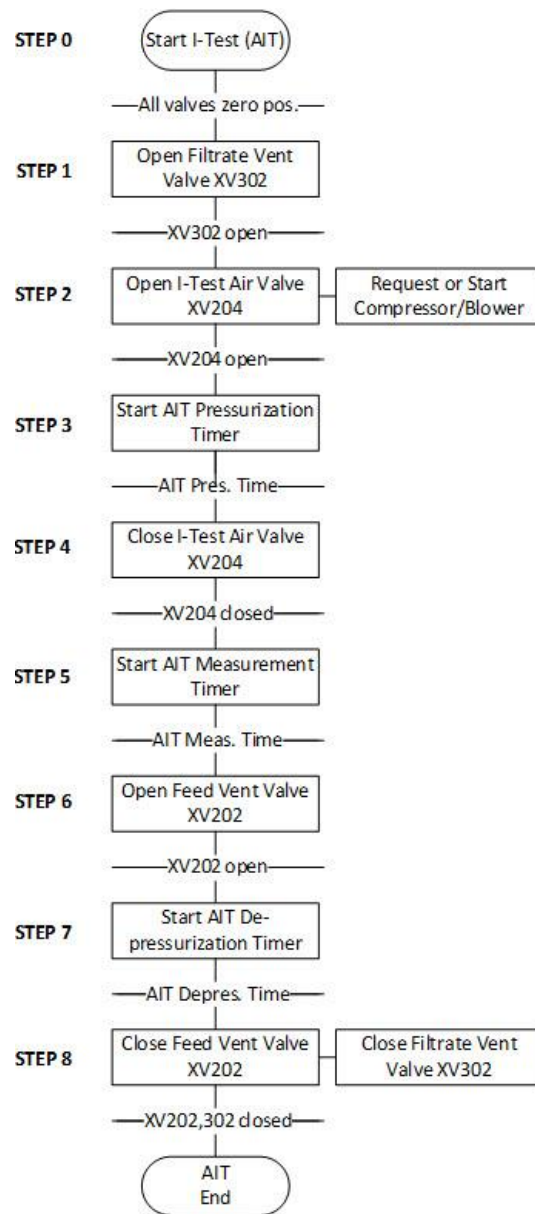 STEP 0
Start I-Test (AIT)
All valves zero pos.
STEP 1
Open Filtrate Vent
Valve XV302
XV302 open
STEP 2
Open I-Test Air Valve
XV204
Request or Start
Compressor/Blower
XV204 open
STEP 3
Start AIT Pressurization
Timer
AIT Pres. Time
STEP 4
Close I-Test Air Valve
XV204
XV204 closed
STEP 5
Start AIT Measurement
Timer
AIT Meas. Time
STEP 6
Open Feed Vent Valve
XV202
XV202 open
STEP 7
Start AIT De-
pressurization Timer
AIT Depres. Time
STEP 8
Close Feed Vent Valve
XV202
Close Filtrate Vent
Valve XV302
XV202,302 closed
AIT
End